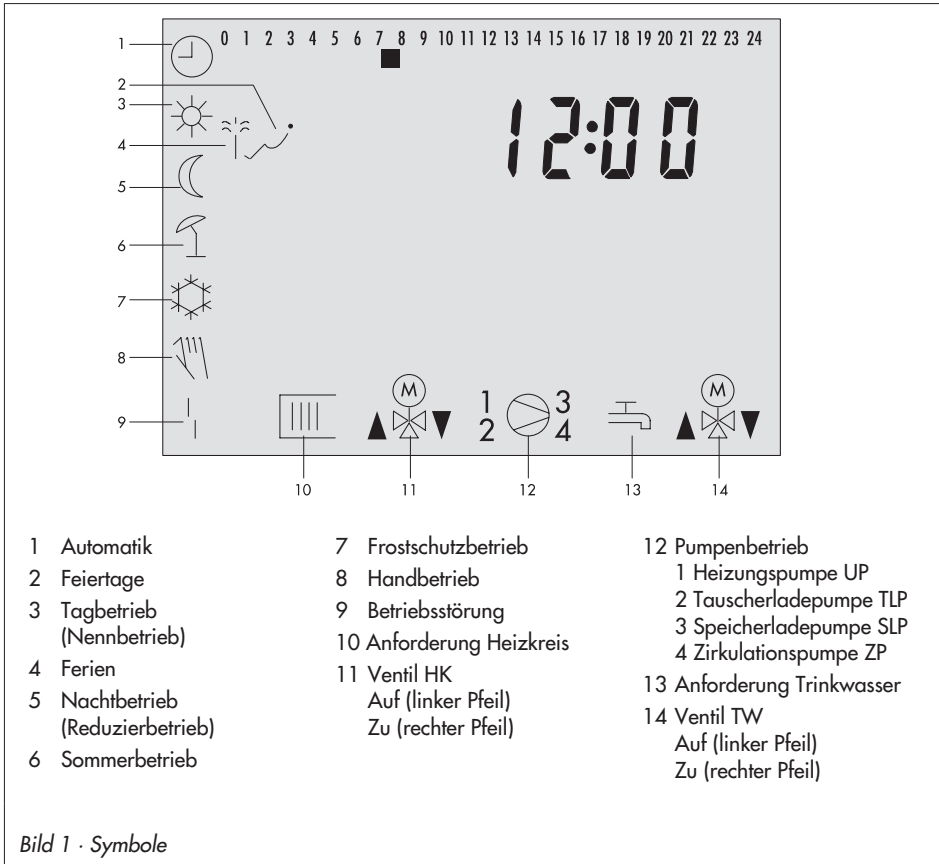 1
0 1 2 3 4 5 6 7 8 9 10 11 12 13 14 15 16 17 18 19 20 21 22 23 24
2
3
12:00
4
5
6
7
8
9
M
M
1 3
2 4
10 11 12 13 14
1 Automatik
2 Feiertage
3 Tagbetrieb
(Nennbetrieb)
4 Ferien
5 Nachtbetrieb
(Reduzierbetrieb)
6 Sommerbetrieb
7 Frostschutzbetrieb
8 Handbetrieb
9 Betriebsstörung
10 Anforderung Heizkreis
11 Ventil HK
Auf (linker Pfeil)
Zu (rechter Pfeil)
12 Pumpenbetrieb
1 Heizungspumpe UP
2 Tauscherladepumpe TLP
3 Speicherladepumpe SLP
4 Zirkulationspumpe ZP
13 Anforderung Trinkwasser
14 Ventil TW
Auf (linker Pfeil)
Zu (rechter Pfeil)
Bild 1 · Symbole